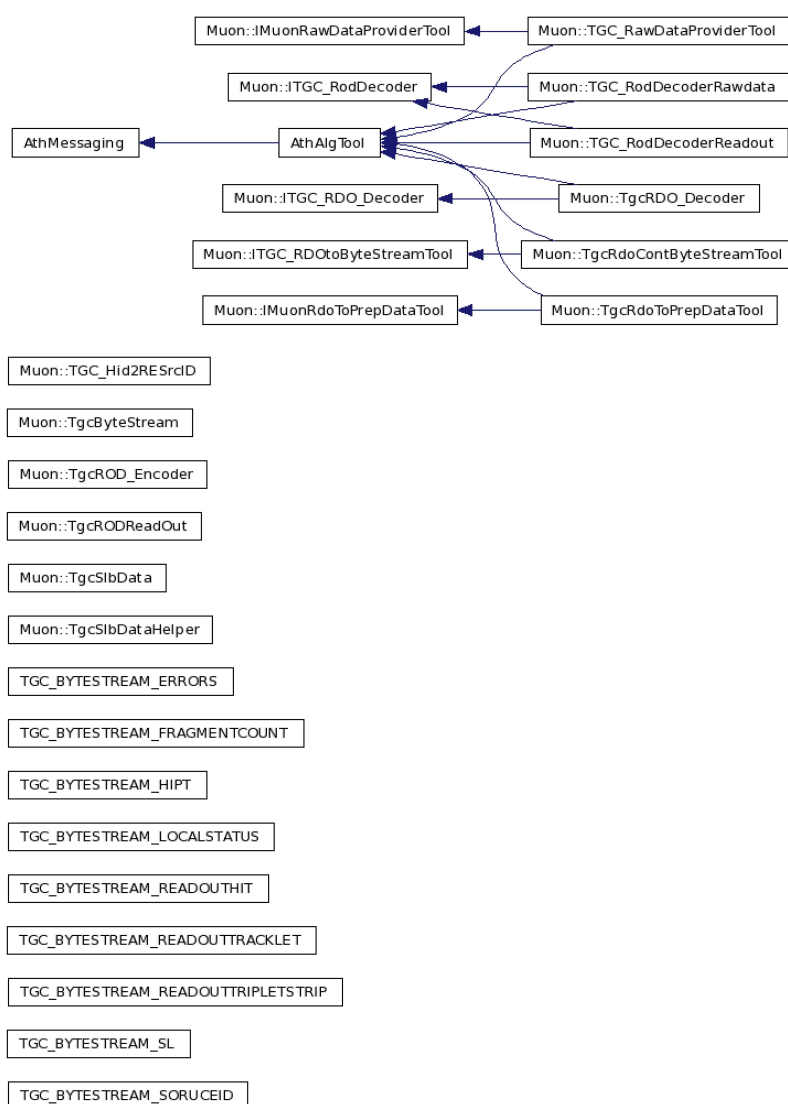 Muon::IMuonRawDataProviderTool
Muon::TGC_RawDataProviderTool
Muon::ITGC_RodDecoder
Muon::TGC_RodDecoderRawdata
AthMessaging
AthAlgTool
Muon::TGC_RodDecoderReadout
Muon::ITGC_RDO_Decoder
Muon::TgcRDO_Decoder
Muon::ITGC_RDOtoByteStreamTool
Muon::TgcRdoContByteStreamTool
Muon::IMuonRdoToPrepDataTool
Muon::TgcRdoToPrepDataTool
Muon::TGC_Hid2RESrcID
Muon::TgcByteStream
Muon::TgcROD_Encoder
Muon::TgcRODReadOut
Muon::TgcSlbData
Muon::TgcSlbDataHelper
TGC_BYTESTREAM_ERRORS
TGC_BYTESTREAM_FRAGMENTCOUNT
TGC_BYTESTREAM_HIPT
TGC_BYTESTREAM_LOCALSTATUS
TGC_BYTESTREAM_READOUTHIT
TGC_BYTESTREAM_READOUTTRACKLET
TGC_BYTESTREAM_READOUTTRIPLETSTRIP
TGC_BYTESTREAM_SL
TGC_BYTESTREAM_SORUCEID